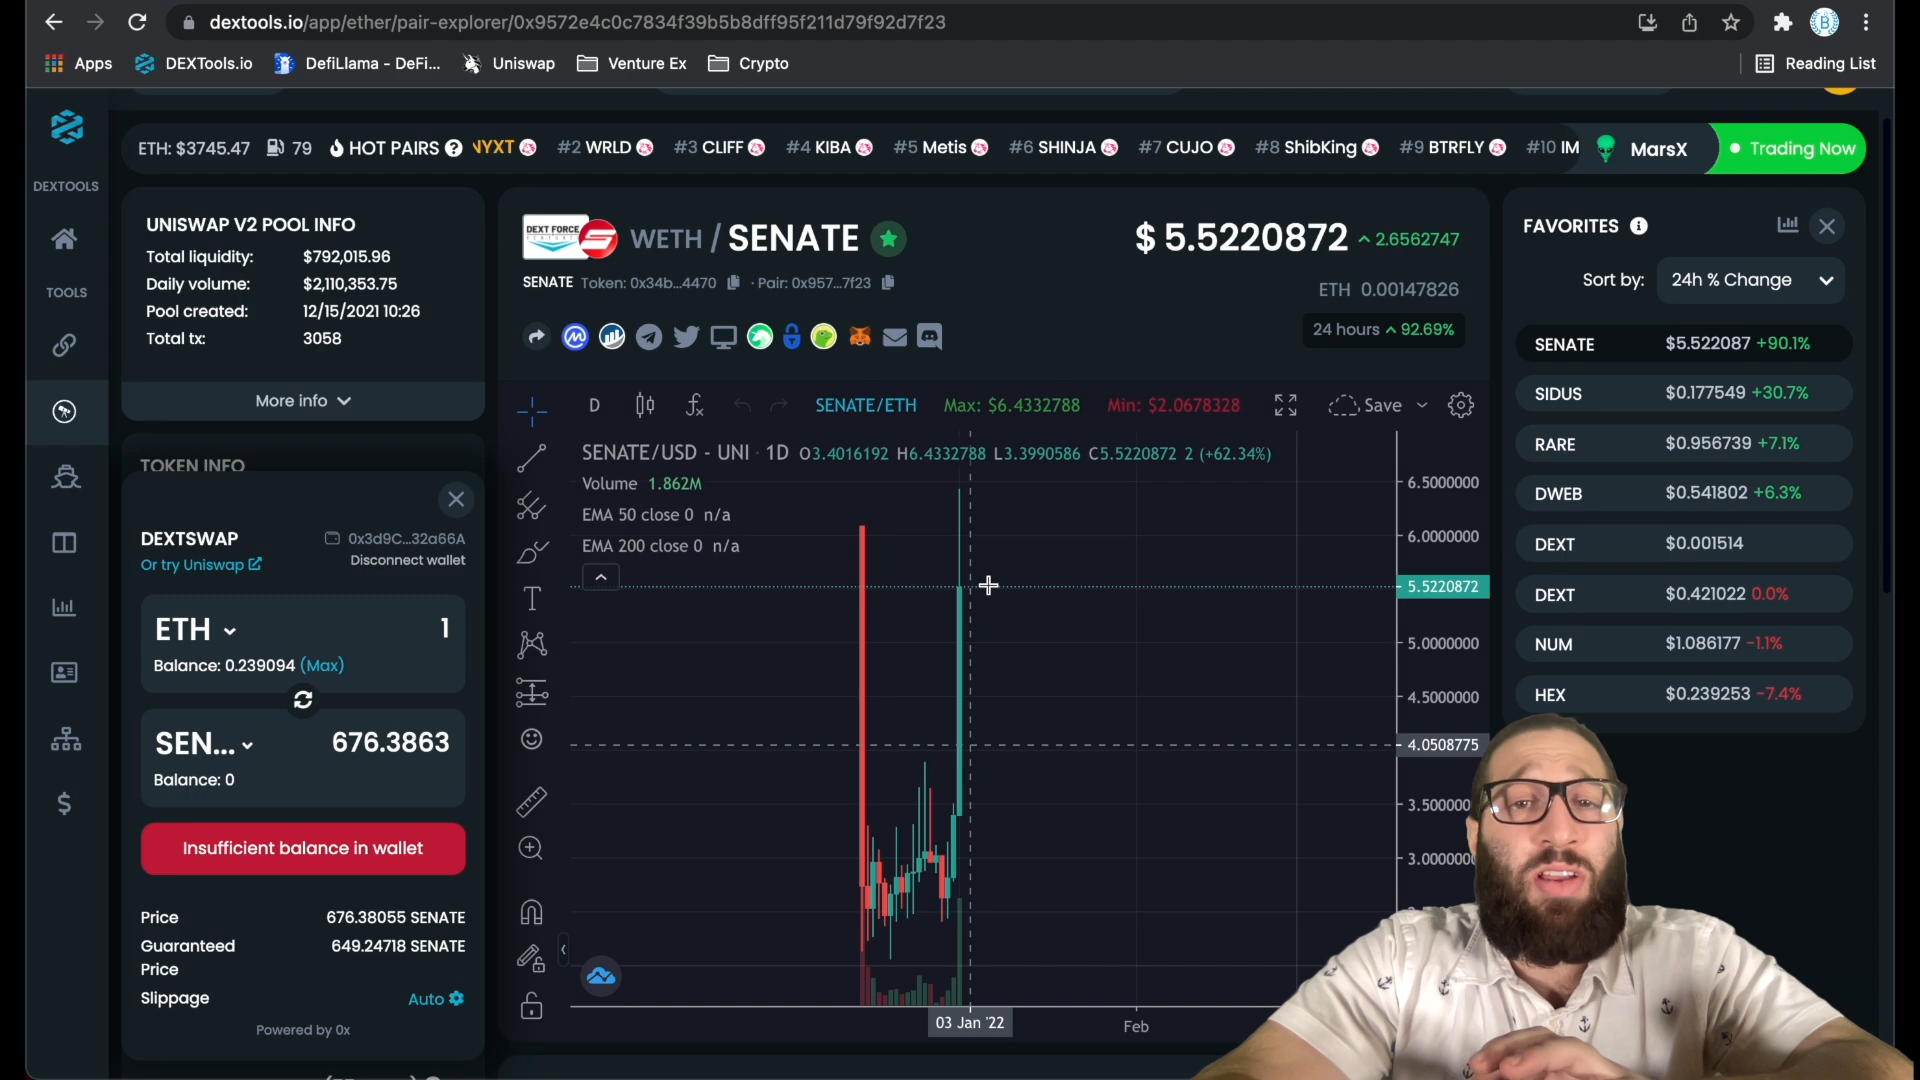 dextools.io/app/ether/pair-explorer/0x9572e4c0c7834f39b5b8dff95f211d79f92d7f23
Apps DEXTools.io DefiLlama - DeFi... Uniswap Venture Ex Crypto Reading List
ETH: $3745.47 79 HOT PAIRS NYXT #2 WRLD #3 CLIFF #4 KIBA #5 Metis #6 SHINJA #7 CUJO #8 ShibKing #9 BTRFLY #10 IM MarsX Trading Now
DEXTOOLS
TOOLS
UNISWAP V2 POOL INFO
Total liquidity: $792,015.96
Daily volume: $2,110,353.75
Pool created: 12/15/2021 10:26
Total tx: 3058
More info
TOKEN INFO
DEXTSWAP 0x3d9C...32a66A
Or try Uniswap Disconnect wallet
ETH 1
Balance: 0.239094 (Max)
SEN... 676.3863
Balance: 0
Insufficient balance in wallet
Price 676.38055 SENATE
Guaranteed Price 649.24718 SENATE
Slippage Auto
Powered by 0x
DEXT FORCE
WETH / SENATE
$ 5.5220872 2.6562747
SENATE Token: 0x34b...4470 · Pair: 0x957...7f23
ETH 0.00147826
24 hours 92.69%
D SENATE/ETH Max: $6.4332788 Min: $2.0678328 Save
SENATE/USD - UNI · 1D O3.4016192 H6.4332788 L3.3990586 C5.5220872 2 (+62.34%)
Volume 1.862M
EMA 50 close 0 n/a
EMA 200 close 0 n/a
6.5000000
6.0000000
5.5220872
5.0000000
4.5000000
4.0508775
3.500000
3.000000
03 Jan '22 Feb
FAVORITES
Sort by: 24h % Change
SENATE $5.522087 +90.1%
SIDUS $0.177549 +30.7%
RARE $0.956739 +7.1%
DWEB $0.541802 +6.3%
DEXT $0.001514
DEXT $0.421022 0.0%
NUM $1.086177 -1.1%
HEX $0.239253 -7.4%